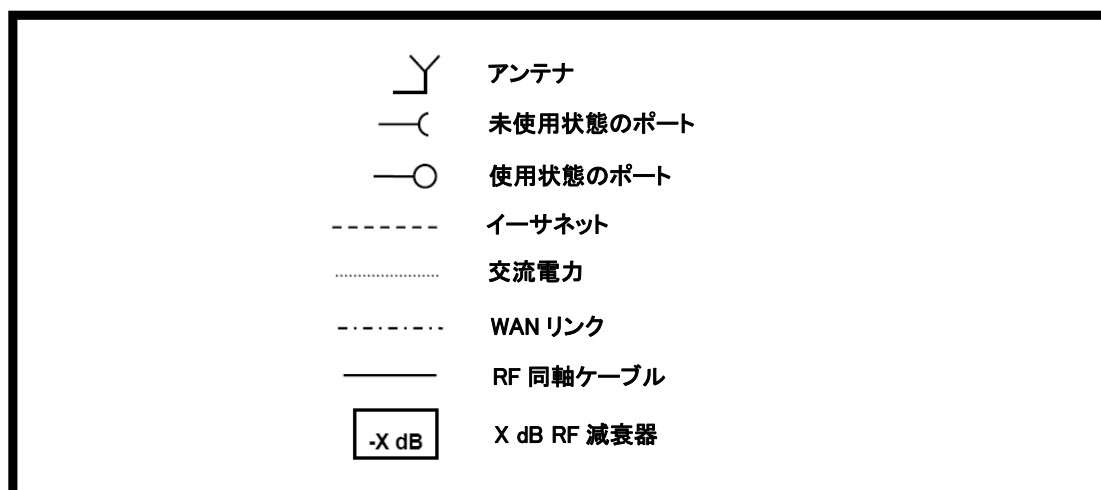 アンテナ
未使用状態のポート
使用状態のポート
イーサネット
交流電力
WAN リンク
RF 同軸ケーブル
-X dB X dB RF 減衰器